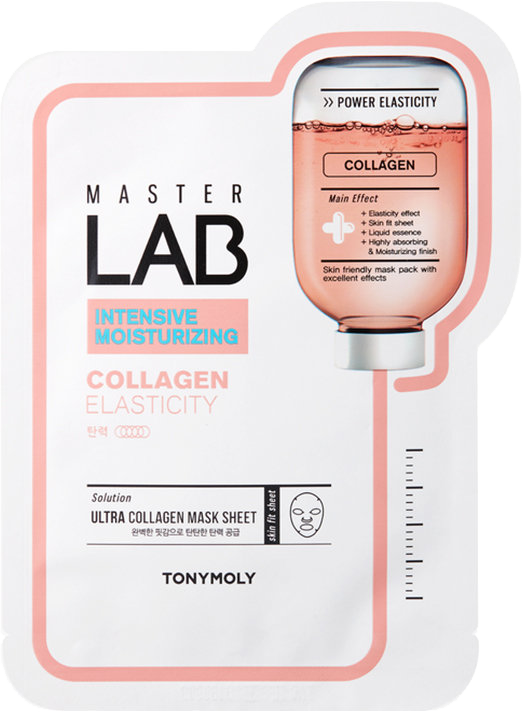 MASTER
LAB
INTENSIVE
MOISTURIZING
COLLAGEN
ELASTICITY
탄력
Solution
ULTRA COLLAGEN MASK SHEET
완벽한 핏감으로 탄탄한 탄력 공급
skin fit sheet
TONYMOLY
>> POWER ELASTICITY
COLLAGEN
Main Effect
+ Elasticity effect
+ Skin fit sheet
+ Liquid essence
+ Highly absorbing
& Moisturizing finish
Skin friendly mask pack with
excellent effects